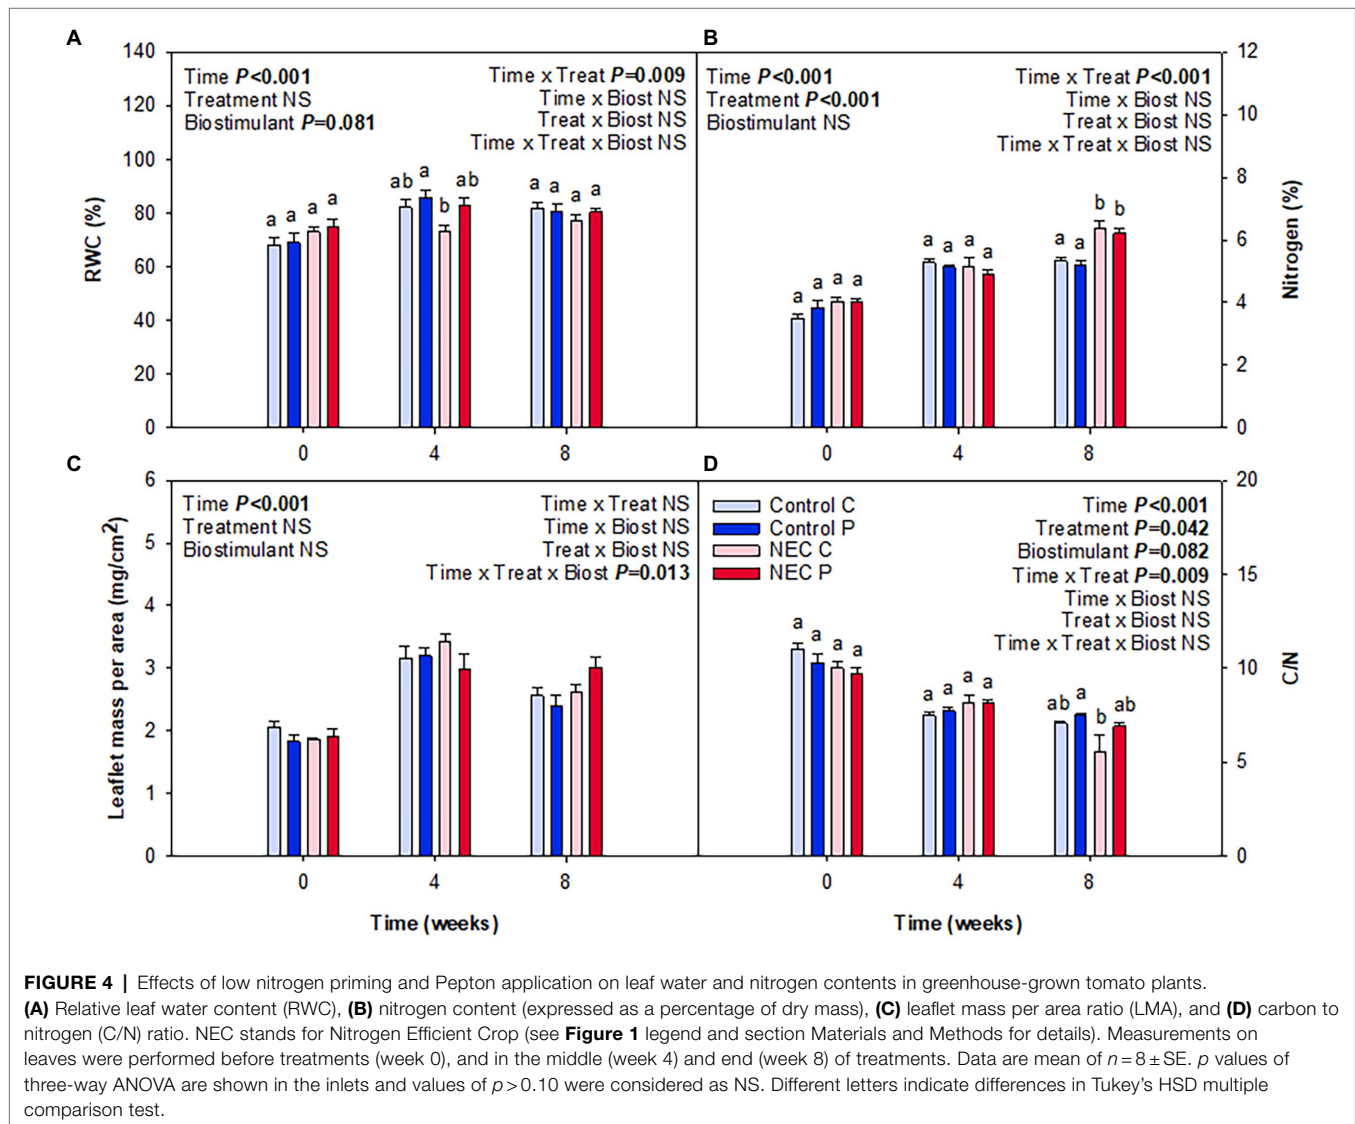 A
140
120
100
80
60
40
20
0
RWC (%)
Time P<0.001
Treatment NS
Biostimulant P=0.081
Time x Treat P=0.009
Time x Biost NS
Treat x Biost NS
Time x Treat x Biost NS
a a a a
ab a b ab
a a a a
0 4 8
B
12
10
8
6
4
2
0
Nitrogen (%)
Time P<0.001
Treatment P<0.001
Biostimulant NS
Time x Treat P<0.001
Time x Biost NS
Treat x Biost NS
Time x Treat x Biost NS
a a a a
a a a a
a a b b
0 4 8
C
6
5
4
3
2
1
0
Leaflet mass per area (mg/cm2)
Time P<0.001
Treatment NS
Biostimulant NS
Time x Treat NS
Time x Biost NS
Treat x Biost NS
Time x Treat x Biost P=0.013
0 4 8
Time (weeks)
D
20
15
10
5
0
C/N
Control C
Control P
NEC C
NEC P
Time P<0.001
Treatment P=0.042
Biostimulant P=0.082
Time x Treat P=0.009
Time x Biost NS
Treat x Biost NS
Time x Treat x Biost NS
a a a a
a a a a
ab a b ab
0 4 8
Time (weeks)
FIGURE 4 | Effects of low nitrogen priming and Pepton application on leaf water and nitrogen contents in greenhouse-grown tomato plants.
(A) Relative leaf water content (RWC), (B) nitrogen content (expressed as a percentage of dry mass), (C) leaflet mass per area ratio (LMA), and (D) carbon to
nitrogen (C/N) ratio. NEC stands for Nitrogen Efficient Crop (see Figure 1 legend and section Materials and Methods for details). Measurements on
leaves were performed before treatments (week 0), and in the middle (week 4) and end (week 8) of treatments. Data are mean of n = 8 ± SE. p values of
three-way ANOVA are shown in the inlets and values of p > 0.10 were considered as NS. Different letters indicate differences in Tukey's HSD multiple
comparison test.